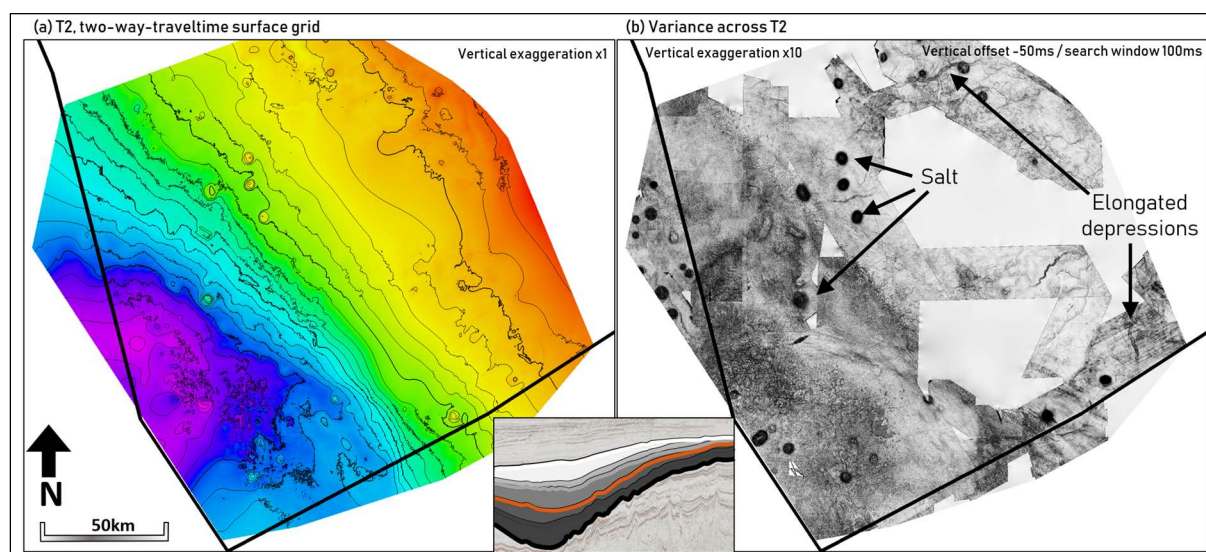 (a) T2, two-way-traveltime surface grid
Vertical exaggeration x1
N
50km
(b) Variance across T2
Vertical exaggeration x10
Vertical offset -50ms / search window 100ms
Salt
Elongated
depressions